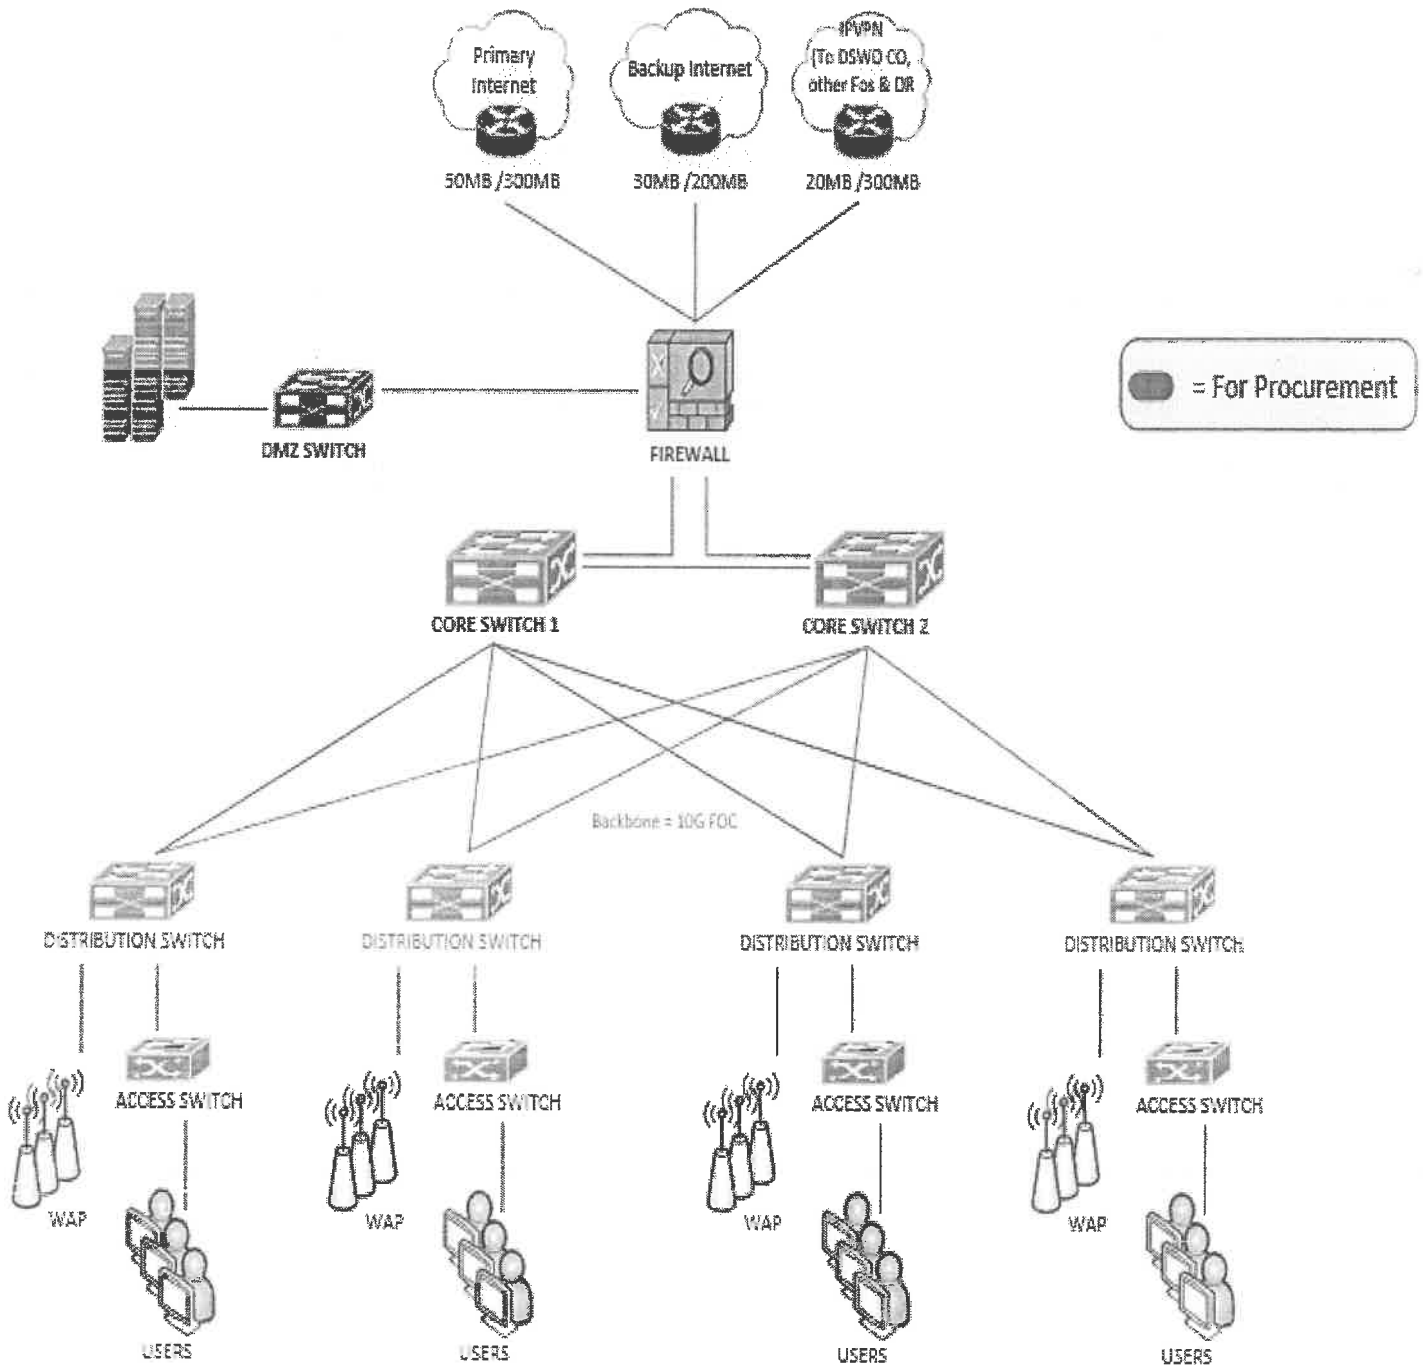 Primary
Internet
Backup Internet
IPVPN
(To DSWD CO,
other Fos & DR
50MB /300MB
30MB /200MB
20MB /300MB
= For Procurement
DMZ SWITCH
FIREWALL
CORE SWITCH 1
CORE SWITCH 2
Backbone = 10G FOC
DISTRIBUTION SWITCH
DISTRIBUTION SWITCH
DISTRIBUTION SWITCH
DISTRIBUTION SWITCH
ACCESS SWITCH
ACCESS SWITCH
ACCESS SWITCH
ACCESS SWITCH
WAP
WAP
WAP
WAP
USERS
USERS
USERS
USERS